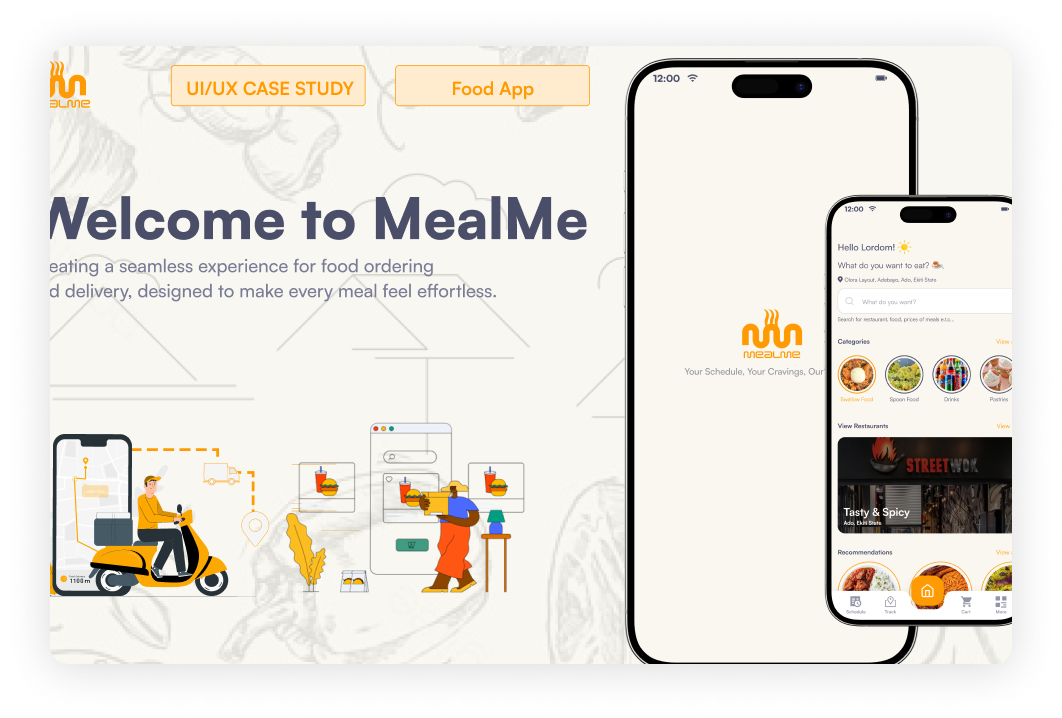 mealme
UI/UX CASE STUDY
Food App
Welcome to MealMe
eating a seamless experience for food ordering
d delivery, designed to make every meal feel effortless.
1100 m
12:00
mealme
Your Schedule, Your Cravings, Our
12:00
Hello Lordom!
What do you want to eat?
Olora Layout, Adebayo, Ado, Ekiti State
What do you want?
Search for restaurant, food, prices of meals e.t.c...
Categories
View
Swallow Food
Spoon Food
Drinks
Pastries
View Restaurants
View
STREETWOK
Tasty & Spicy
Ado, Ekiti State
Recommendations
View
Schedule
Track
Cart
More